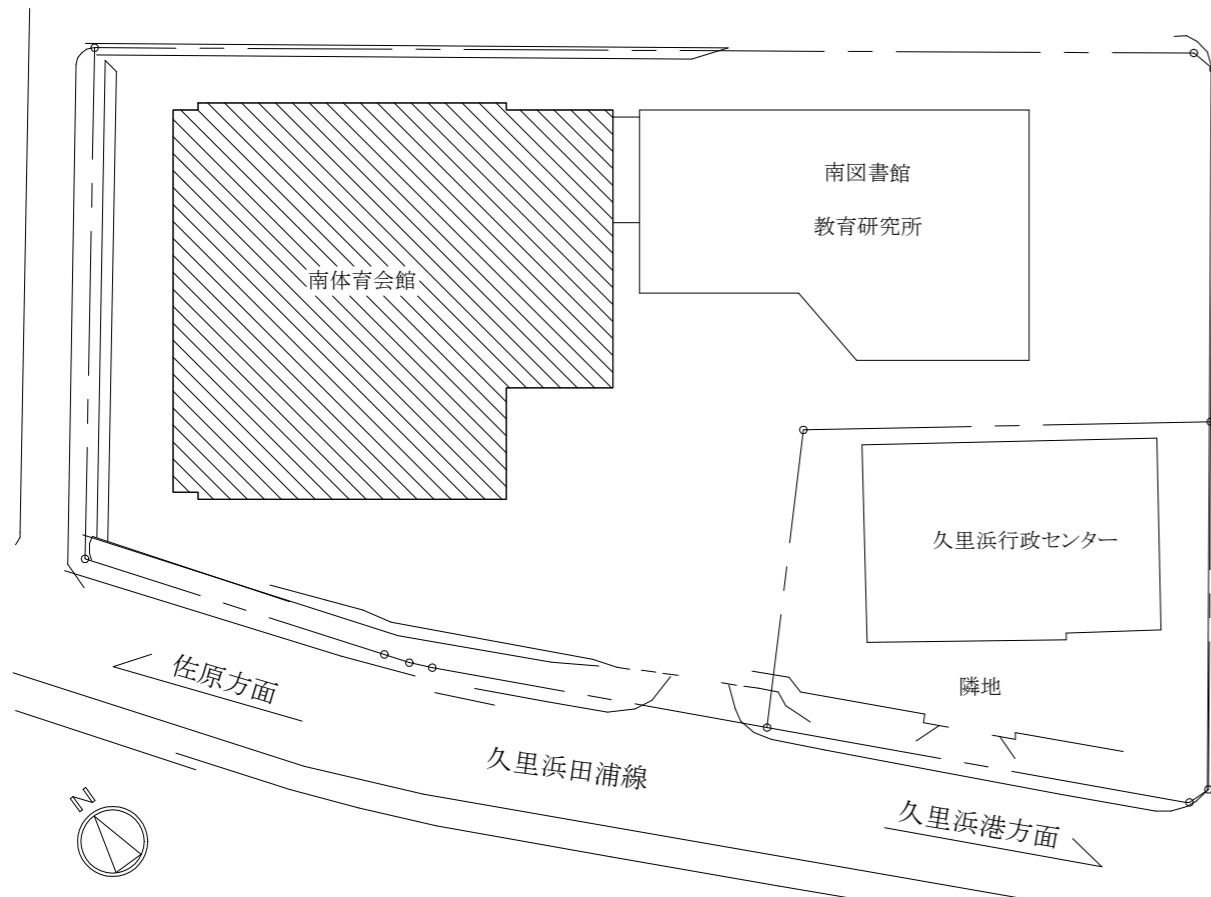 南図書館
教育研究所
南体育会館
久里浜行政センター
隣地
佐原方面
久里浜田浦線
久里浜港方面
N